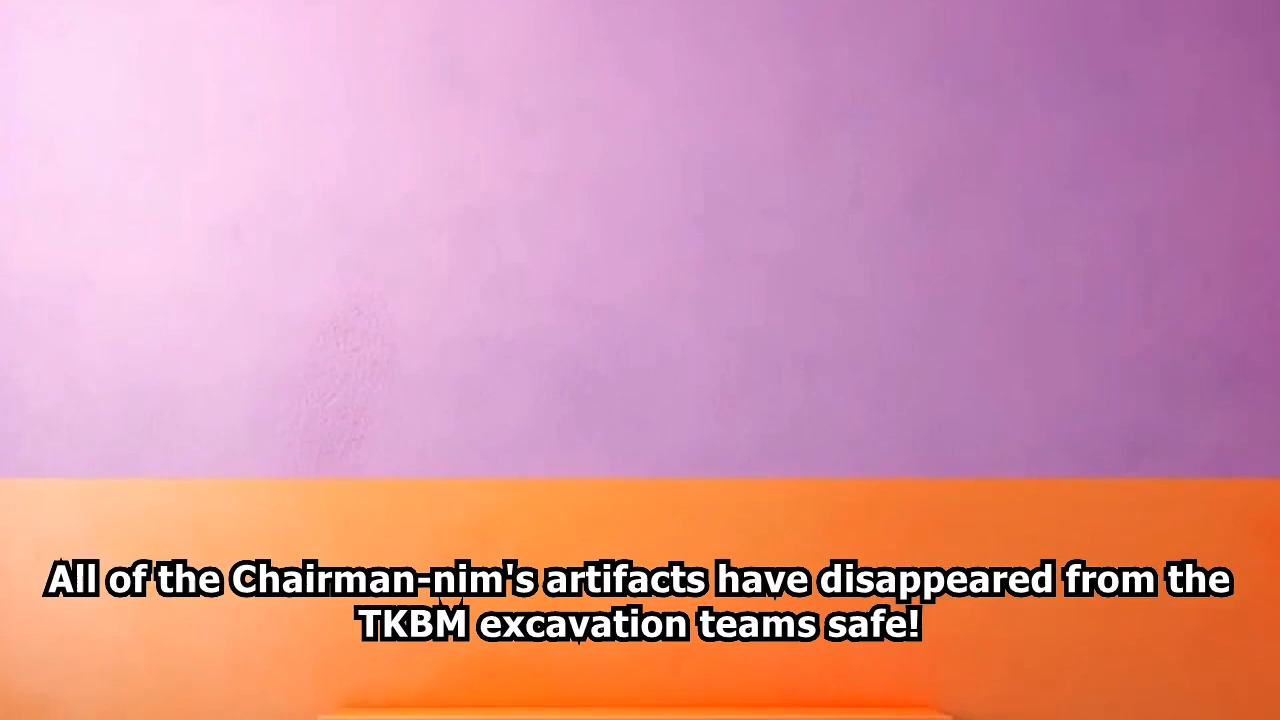 All of the Chairman-nim's artifacts have disappeared from the
TKBM excavation teams safe!